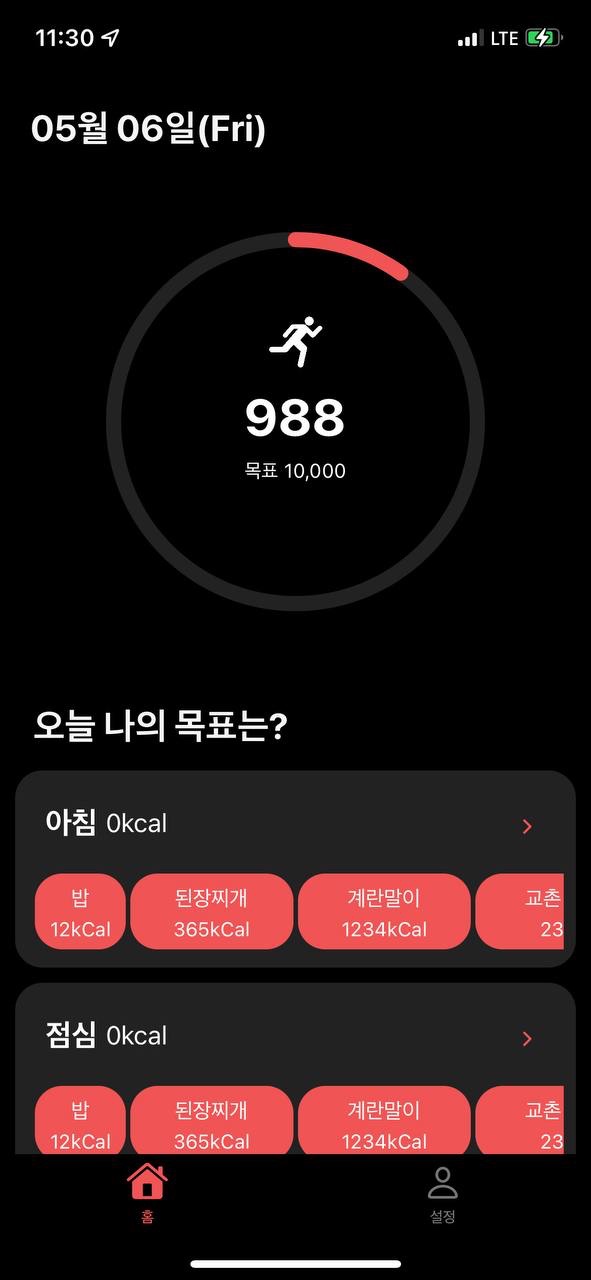 11:30 LTE
05월 06일(Fri)
988
목표 10,000
오늘 나의 목표는?
아침 0kcal
밥 된장찌개 계란말이 교촌
12kCal 365kCal 1234kCal 23
점심 0kcal
밥 된장찌개 계란말이 교촌
12kCal 365kCal 1234kCal 23
홈 설정